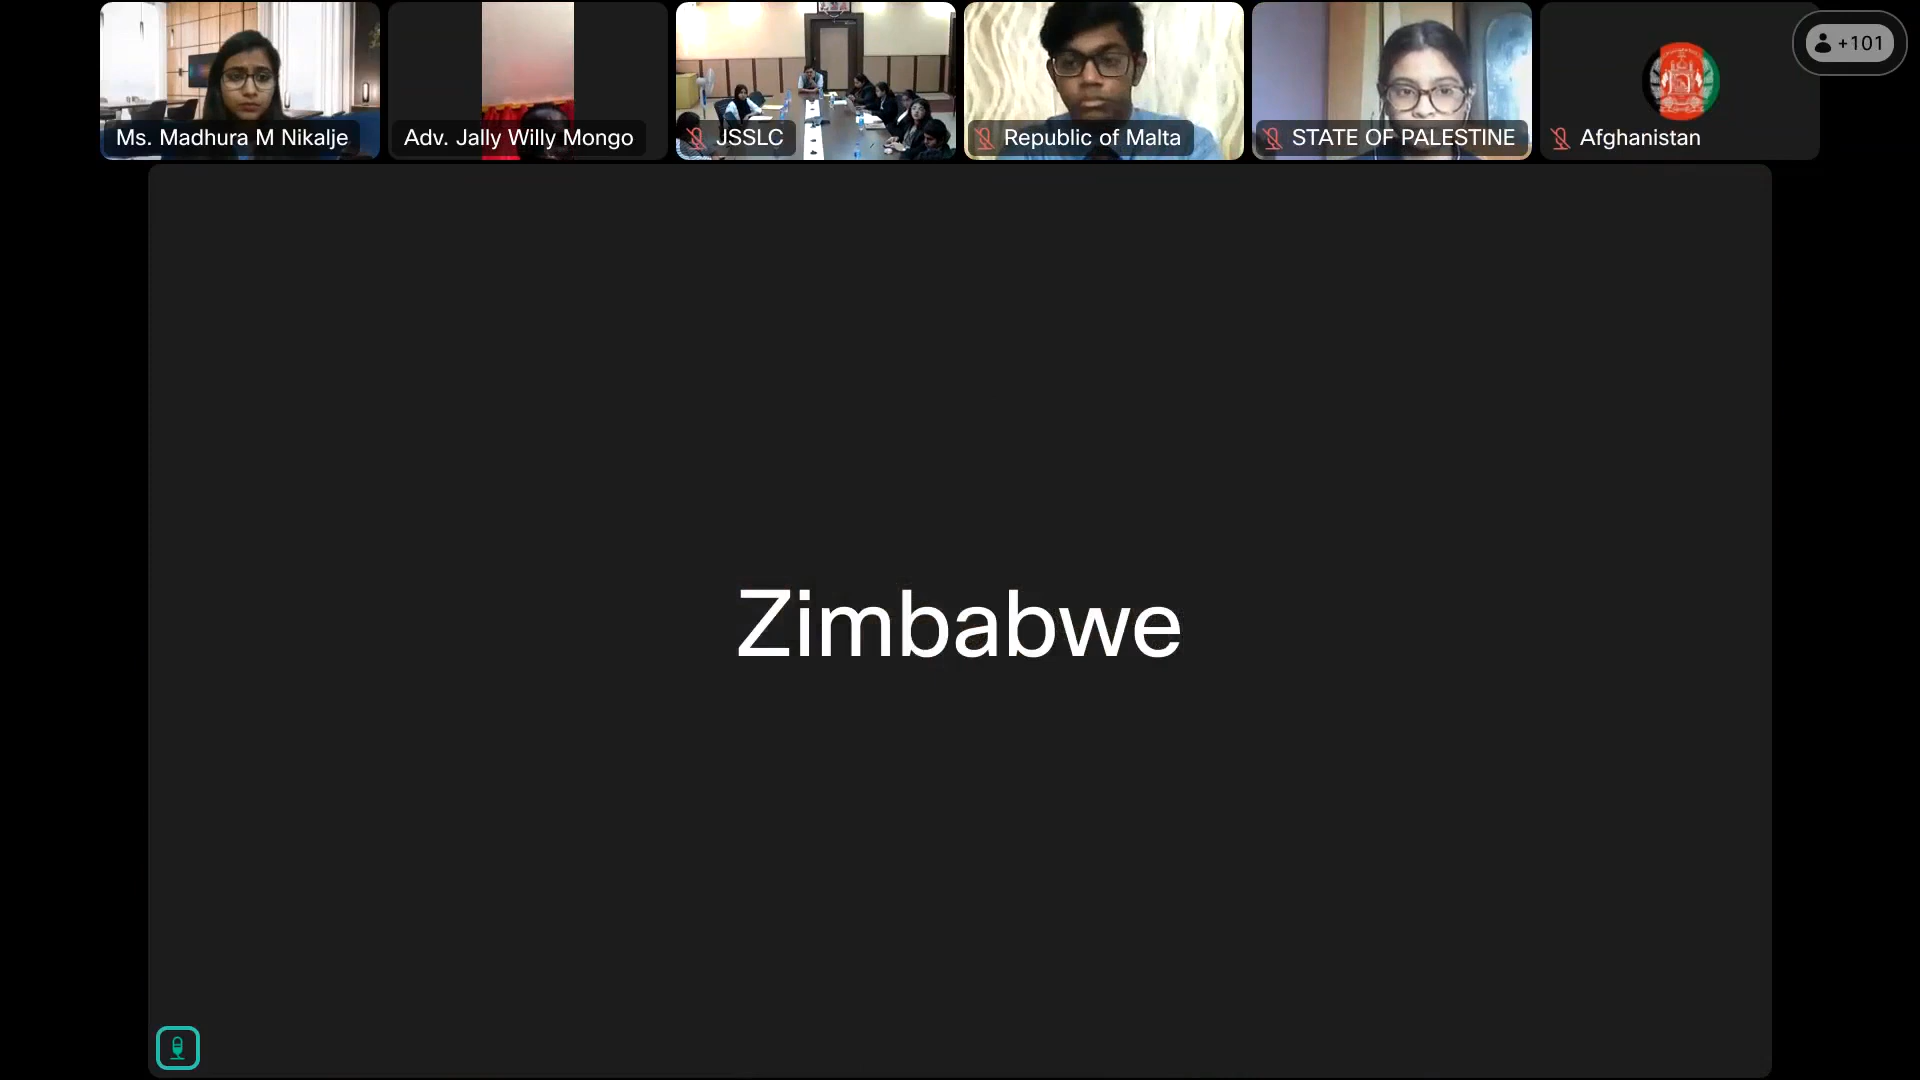 Ms. Madhura M Nikalje
Adv. Jally Willy Mongo
JSSLC
Republic of Malta
STATE OF PALESTINE
Afghanistan
+101
Zimbabwe